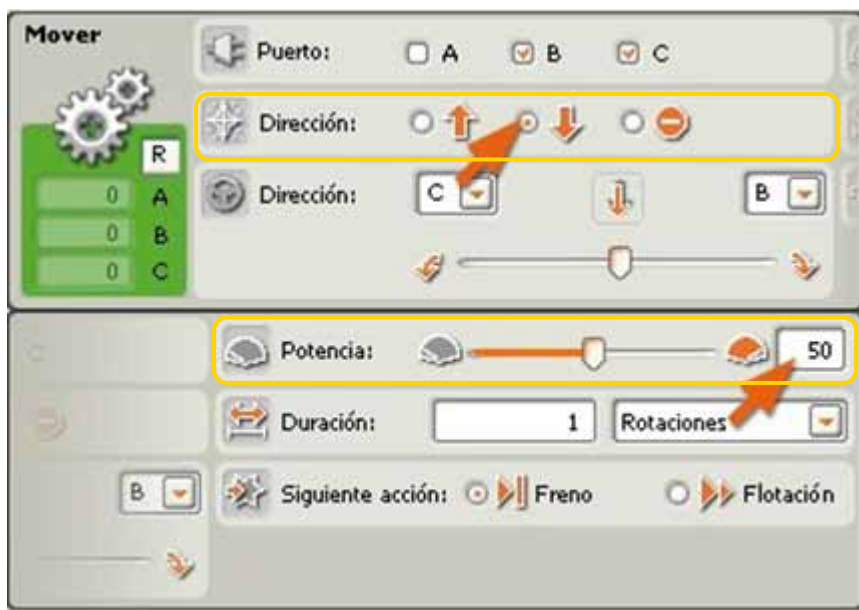 Mover
Puerto: A B C
Dirección:
R
Dirección: C B
0 A
0 B
0 C
Potencia: 50
Duración: 1 Rotaciones
B Siguiente acción: Freno Flotación